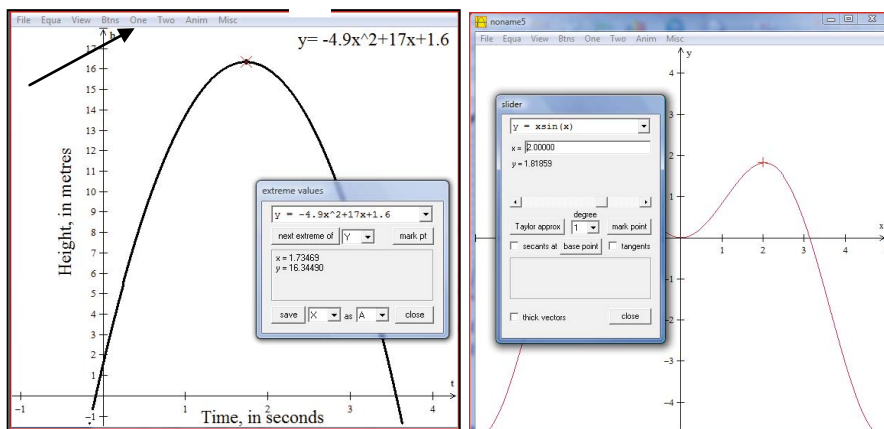 File Equa View Btns One Two Anim Misc
h
y= -4.9x^2+17x+1.6
17
16
15
14
13
12
11
10
9
8
7
6
5
4
3
2
1
-1
Height, in metres
extreme values
y = -4.9x^2+17x+1.6
next extreme of Y mark pt
x = 1.73469
y = 16.34490
save X as A close
t
-1 0 1 2 3 4
Time, in seconds
noname5
File Equa View Btns One Two Anim Misc
y
4
3
2
1
-1
-2
-3
-4
slider
y = xsin(x)
x = 2.00000
y = 1.81859
degree
Taylor approx 1 mark point
secants at base point tangents
thick vectors close
x
0 1 2 3 4 5